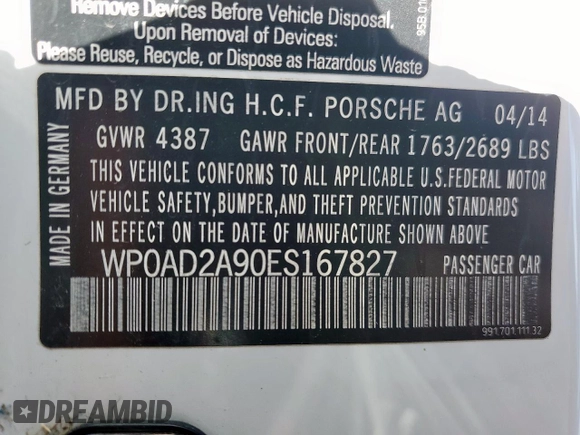 Remove Devices Before Vehicle Disposal.
Upon Removal of Devices:
Please Reuse, Recycle, or Dispose as Hazardous Waste
95B.01
MFD BY DR.ING H.C.F. PORSCHE AG 04/14
GVWR 4387 GAWR FRONT/REAR 1763/2689 LBS
THIS VEHICLE CONFORMS TO ALL APPLICABLE U.S.FEDERAL MOTOR
VEHICLE SAFETY,BUMPER,AND THEFT PREVENTION STANDARDS
IN EFFECT ON THE DATE OF MANUFACTURE SHOWN ABOVE
MADE IN GERMANY
WP0AD2A90ES167827 PASSENGER CAR
991.701.111.32
DREAMBID